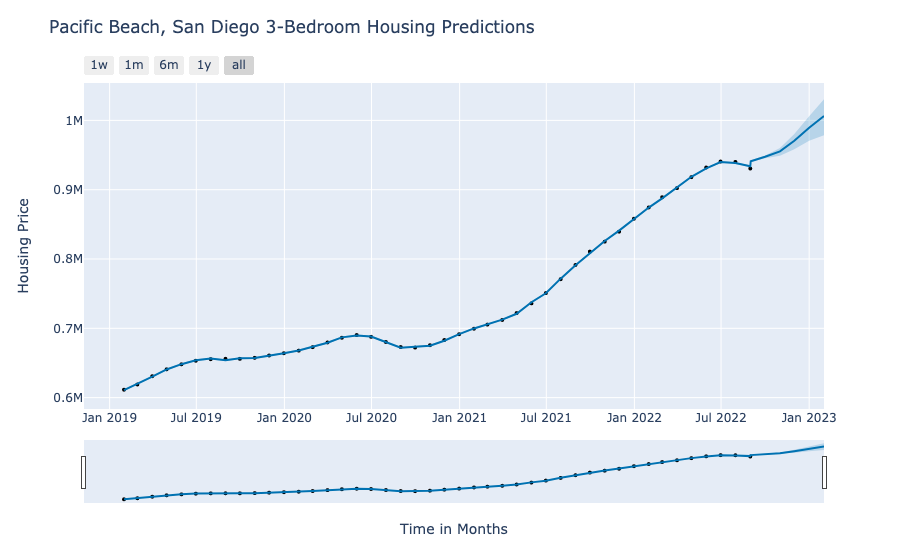 Pacific Beach, San Diego 3-Bedroom Housing Predictions
1w 1m 6m 1y all
1M
0.9M
0.8M
0.7M
0.6M
Housing Price
Jan 2019 Jul 2019 Jan 2020 Jul 2020 Jan 2021 Jul 2021 Jan 2022 Jul 2022 Jan 2023
Time in Months